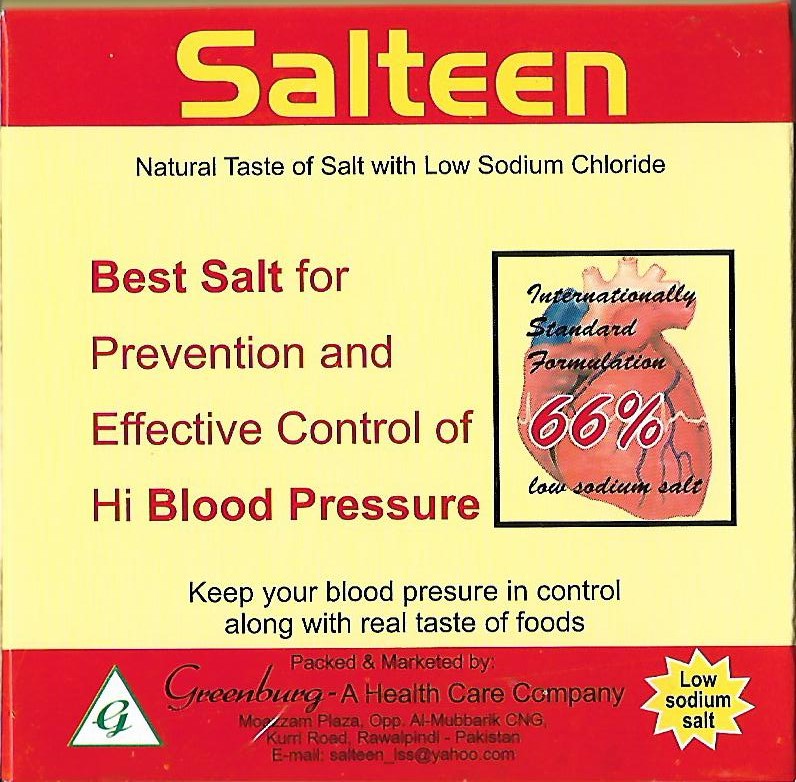 Salteen
Natural Taste of Salt with Low Sodium Chloride
Best Salt for
Prevention and
Effective Control of
Hi Blood Pressure
Internationally
Standard
Formulation
66%
low sodium salt
Keep your blood presure in control
along with real taste of foods
Packed & Marketed by:
Greenburg - A Health Care Company
Moazzam Plaza, Opp. Al-Mubbarik CNG,
Kurri Road, Rawalpindi - Pakistan
E-mail: salteen_lss@yahoo.com
G
Low
sodium
salt